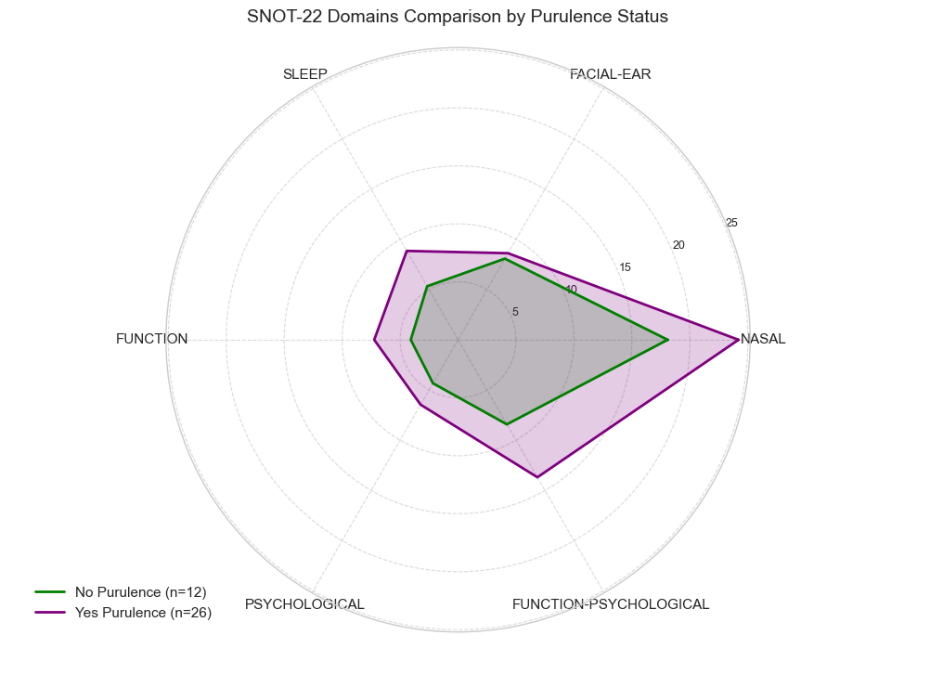 SNOT-22 Domains Comparison by Purulence Status
SLEEP
FACIAL-EAR
25
20
15
10
5
FUNCTION
NASAL
No Purulence (n=12)
Yes Purulence (n=26)
PSYCHOLOGICAL
FUNCTION-PSYCHOLOGICAL